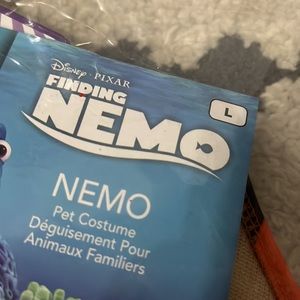 Disney · PIXAR
FINDING
NEMO
L
NEMO
Pet Costume
Déguisement Pour
Animaux Familiers